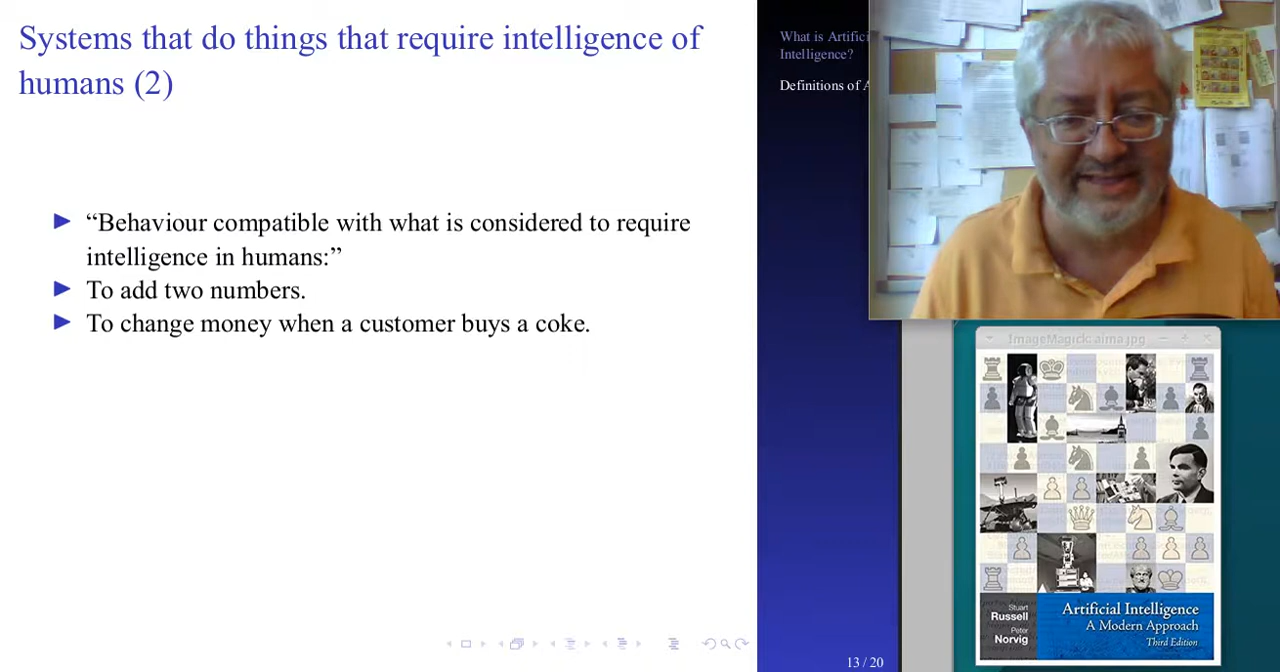 Systems that do things that require intelligence of
humans (2)
“Behaviour compatible with what is considered to require
intelligence in humans:”
To add two numbers.
To change money when a customer buys a coke.
What is Artifici
Intelligence?
Definitions of A
ImageMagick: aima.jpg
Stuart
Russell
Peter
Norvig
Artificial Intelligence
A Modern Approach
Third Edition
13 / 20